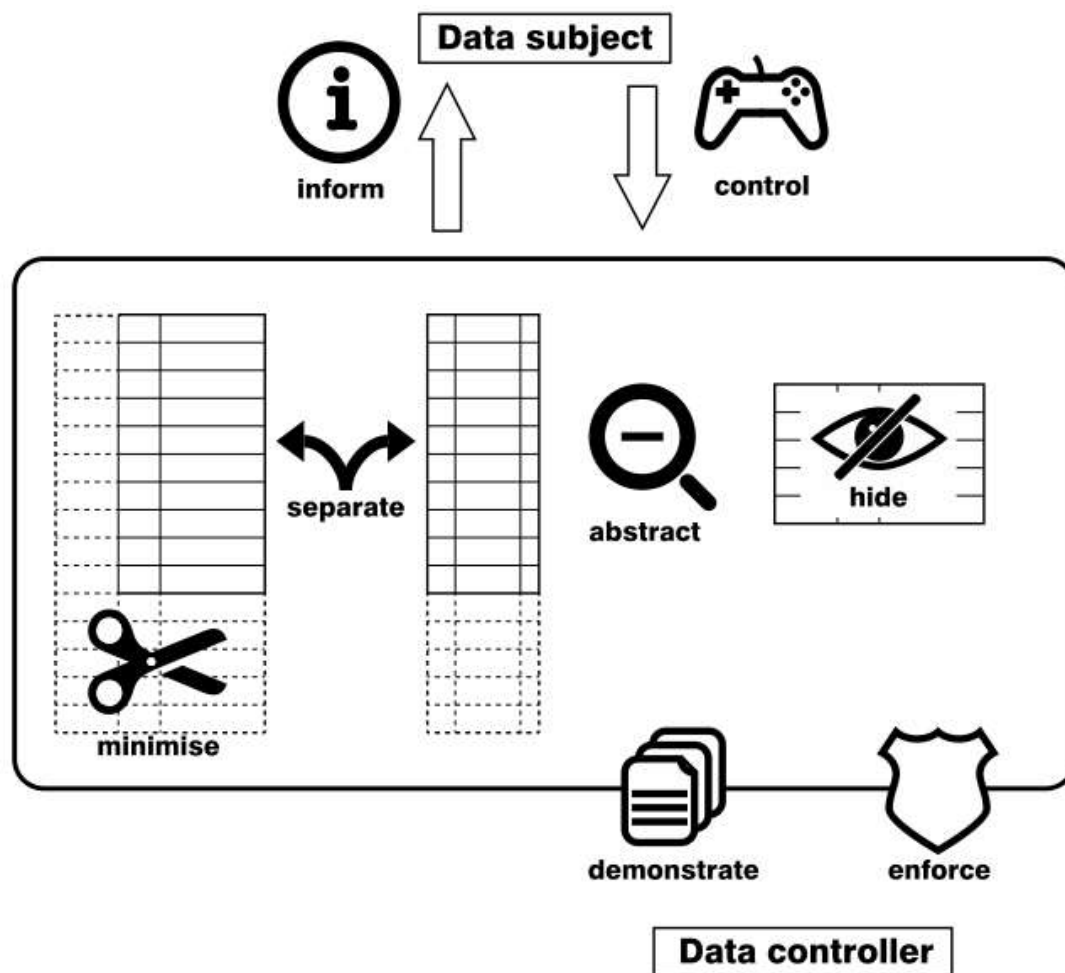 Data subject
inform
control
separate
abstract
hide
minimise
demonstrate
enforce
Data controller